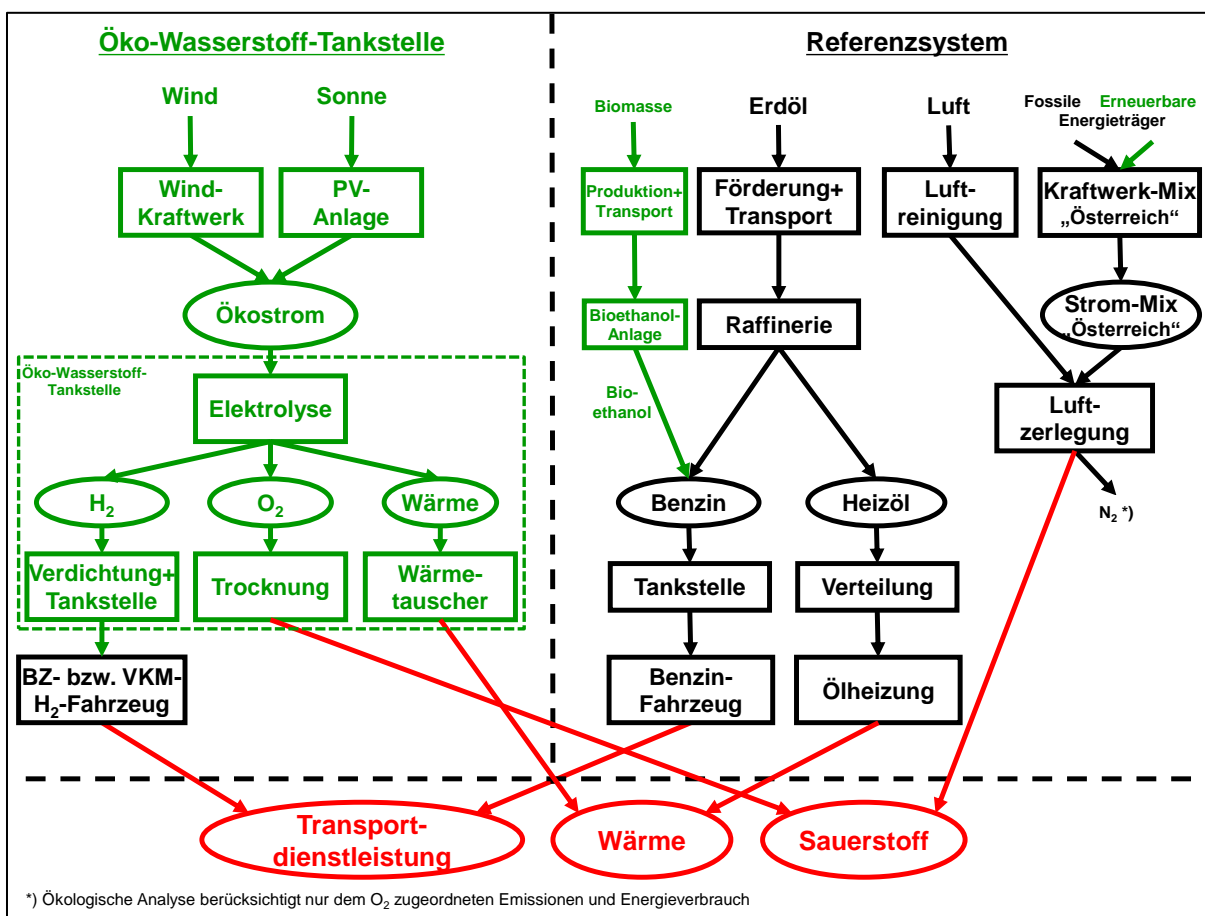 Öko-Wasserstoff-Tankstelle
Wind
Sonne
Wind-
Kraftwerk
PV-
Anlage
Ökostrom
Öko-Wasserstoff-
Tankstelle
Elektrolyse
H2
O2
Wärme
Verdichtung+
Tankstelle
Trocknung
Wärme-
tauscher
BZ- bzw. VKM-
H2-Fahrzeug
Referenzsystem
Biomasse
Erdöl
Luft
Fossile Erneuerbare
Energieträger
Produktion+
Transport
Förderung+
Transport
Luft-
reinigung
Kraftwerk-Mix
„Österreich“
Bioethanol-
Anlage
Raffinerie
Strom-Mix
„Österreich“
Bio-
ethanol
Luft-
zerlegung
Benzin
Heizöl
N2 *)
Tankstelle
Verteilung
Benzin-
Fahrzeug
Ölheizung
Transport-
dienstleistung
Wärme
Sauerstoff
*) Ökologische Analyse berücksichtigt nur dem O2 zugeordneten Emissionen und Energieverbrauch